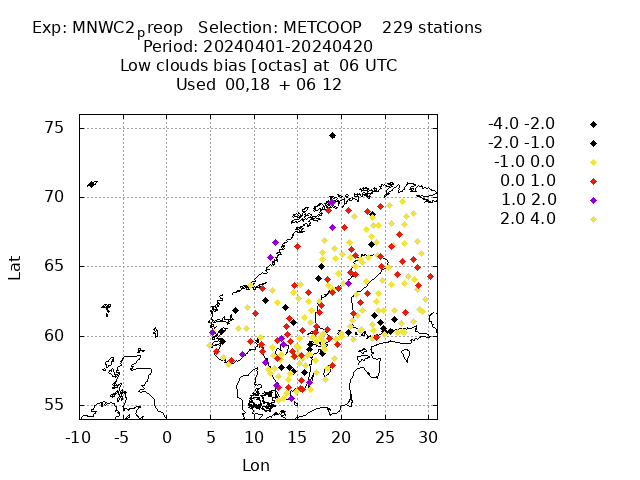 Exp: MNWC2preop   Selection: METCOOP    229 stations
Period: 20240401-20240420
Low clouds bias [octas] at  06 UTC
Used  00,18  + 06 12
-4.0 -2.0
-2.0 -1.0
-1.0 0.0
0.0 1.0
1.0 2.0
2.0 4.0
75
70
65
60
55
Lat
-10 -5 0 5 10 15 20 25 30
Lon